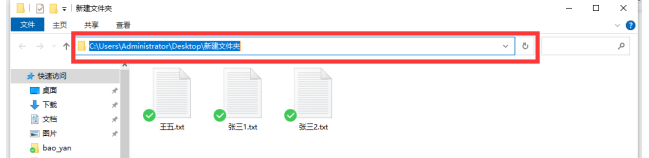 新建文件夹
文件 主页 共享 查看
C:\Users\Administrator\Desktop\新建文件夹
快速访问
桌面
下载
文档
图片
bao_yan
王五.txt 张三1.txt 张三2.txt